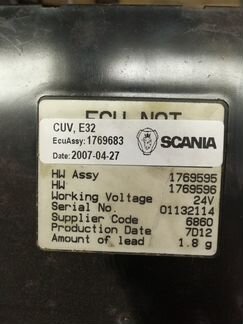 ECU NOT
CUV, E32
EcuAssy: 1769683
SCANIA
Date: 2007-04-27
HW Assy 1769595
HW 1769596
Working Voltage 24V
Serial No. 01132114
Supplier Code 6860
Production Date 7D12
Amount of lead 1.8 g